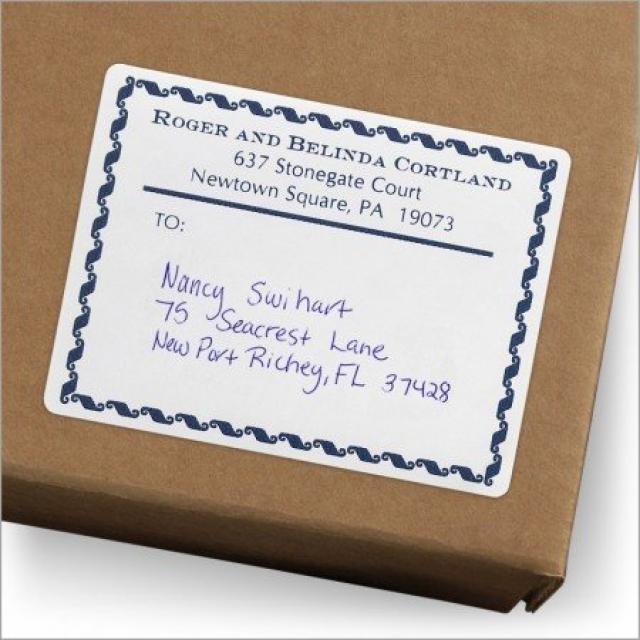 ROGER AND BELINDA CORTLAND
637 Stonegate Court
Newtown Square, PA 19073
TO:
Nancy Swihart
75 Seacrest Lane
New Port Richey, FL 37428